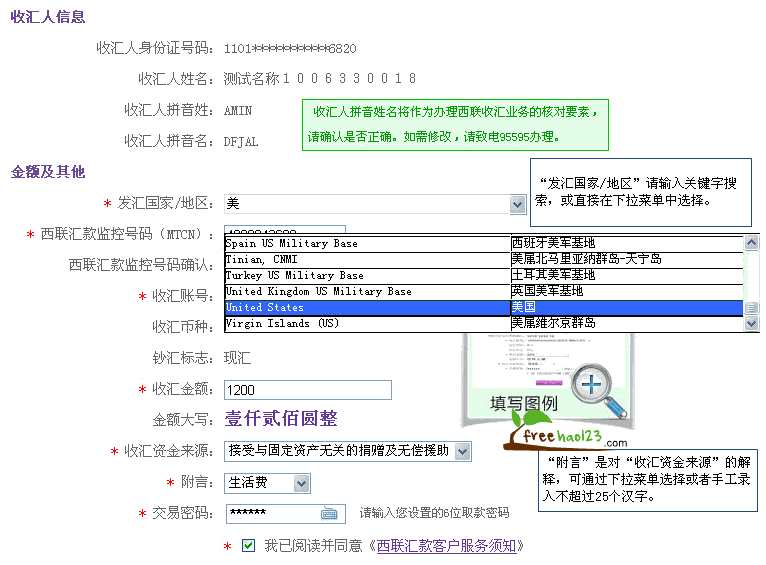 收汇人信息
收汇人身份证号码： 1101***********6820
收汇人姓名： 测试名称１００６３３００１８
收汇人拼音姓： AMIN
收汇人拼音名： DFJAL
收汇人拼音姓名将作为办理西联收汇业务的核对要素，
请确认是否正确。如需修改，请致电95595办理。
金额及其他
* 发汇国家/地区： 美
“发汇国家/地区”请输入关键字搜
索，或直接在下拉菜单中选择。
* 西联汇款监控号码（MTCN）：
西联汇款监控号码确认：
Spain US Military Base 西班牙美军基地
Tinian, CNMI 美属北马里亚纳群岛-天宁岛
Turkey US Military Base 土耳其美军基地
United Kingdom US Military Base 英国美军基地
United States 美国
Virgin Islands (US) 美属维尔京群岛
* 收汇账号：
收汇币种：
钞汇标志： 现汇
* 收汇金额： 1200
金额大写： 壹仟贰佰圆整
填写图例
freehao123.com
* 收汇资金来源： 接受与固定资产无关的捐赠及无偿援助
* 附言： 生活费
“附言”是对“收汇资金来源”的解
释，可通过下拉菜单选择或者手工录
入不超过25个汉字。
* 交易密码： ****** 请输入您设置的6位取款密码
* 我已阅读并同意《西联汇款客户服务须知》